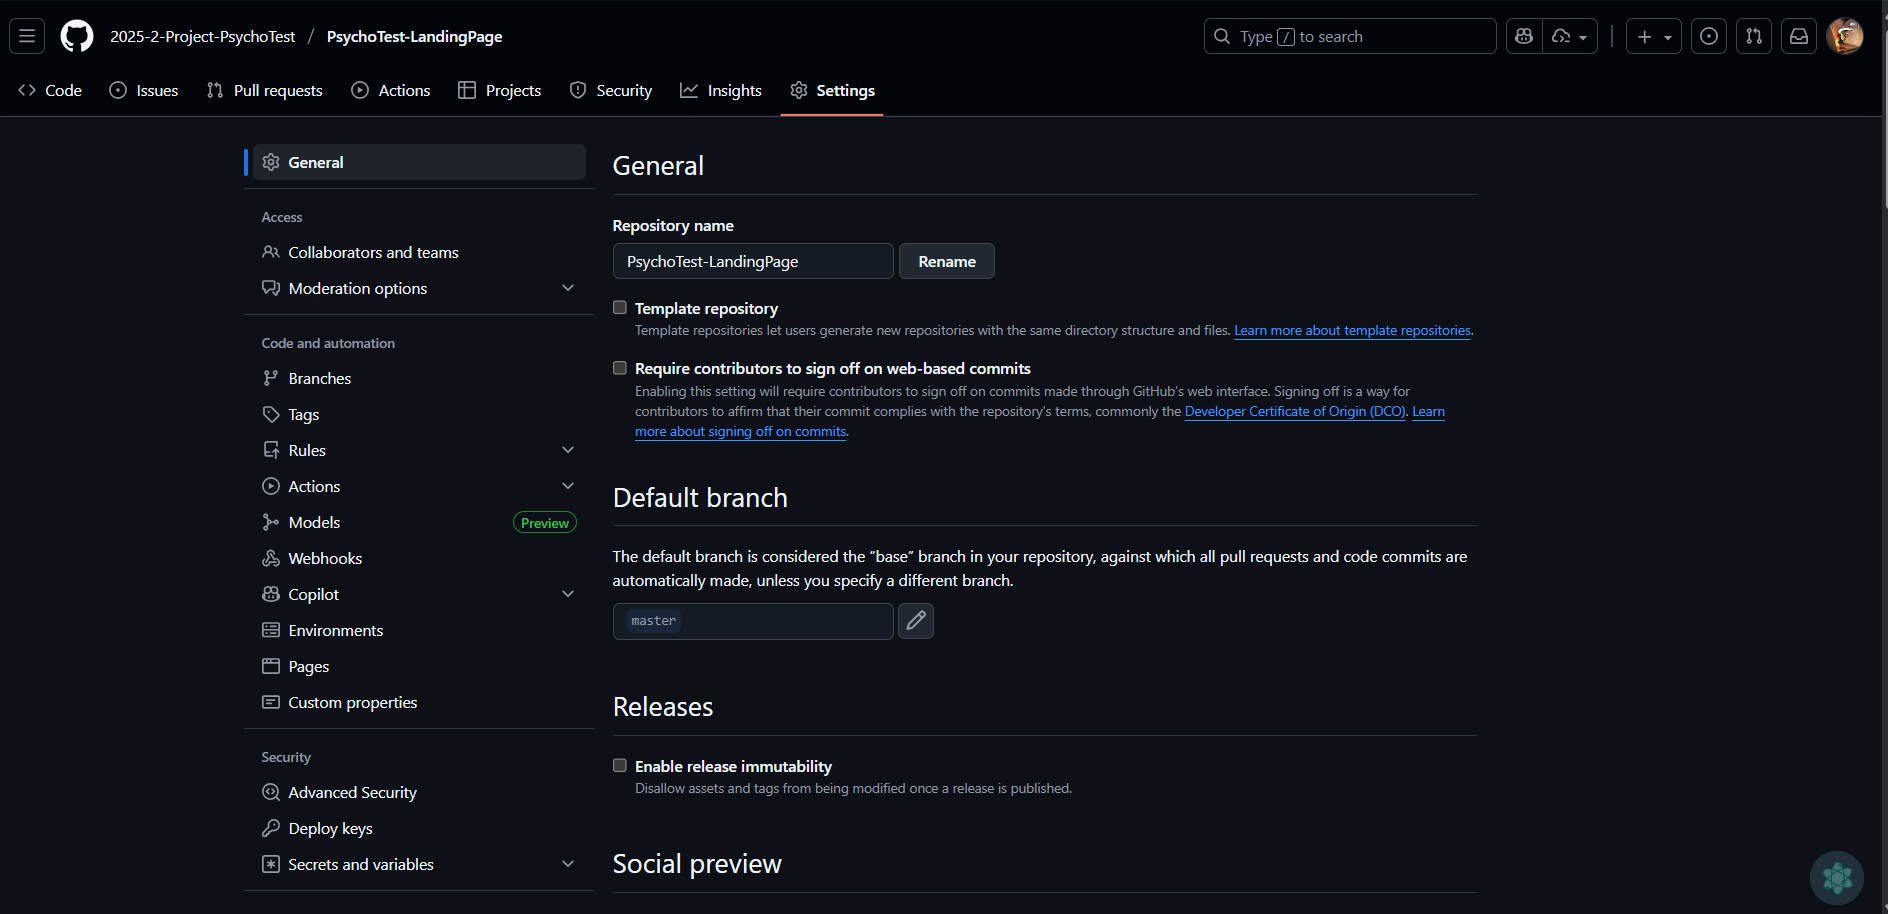 2025-2-Project-PsychoTest / PsychoTest-LandingPage
Type / to search
Code Issues Pull requests Actions Projects Security Insights Settings
General
Access
Collaborators and teams
Moderation options
Code and automation
Branches
Tags
Rules
Actions
Models Preview
Webhooks
Copilot
Environments
Pages
Custom properties
Security
Advanced Security
Deploy keys
Secrets and variables
General
Repository name
PsychoTest-LandingPage Rename
Template repository
Template repositories let users generate new repositories with the same directory structure and files. Learn more about template repositories.
Require contributors to sign off on web-based commits
Enabling this setting will require contributors to sign off on commits made through GitHub's web interface. Signing off is a way for
contributors to affirm that their commit complies with the repository's terms, commonly the Developer Certificate of Origin (DCO). Learn
more about signing off on commits.
Default branch
The default branch is considered the “base” branch in your repository, against which all pull requests and code commits are
automatically made, unless you specify a different branch.
master
Releases
Enable release immutability
Disallow assets and tags from being modified once a release is published.
Social preview